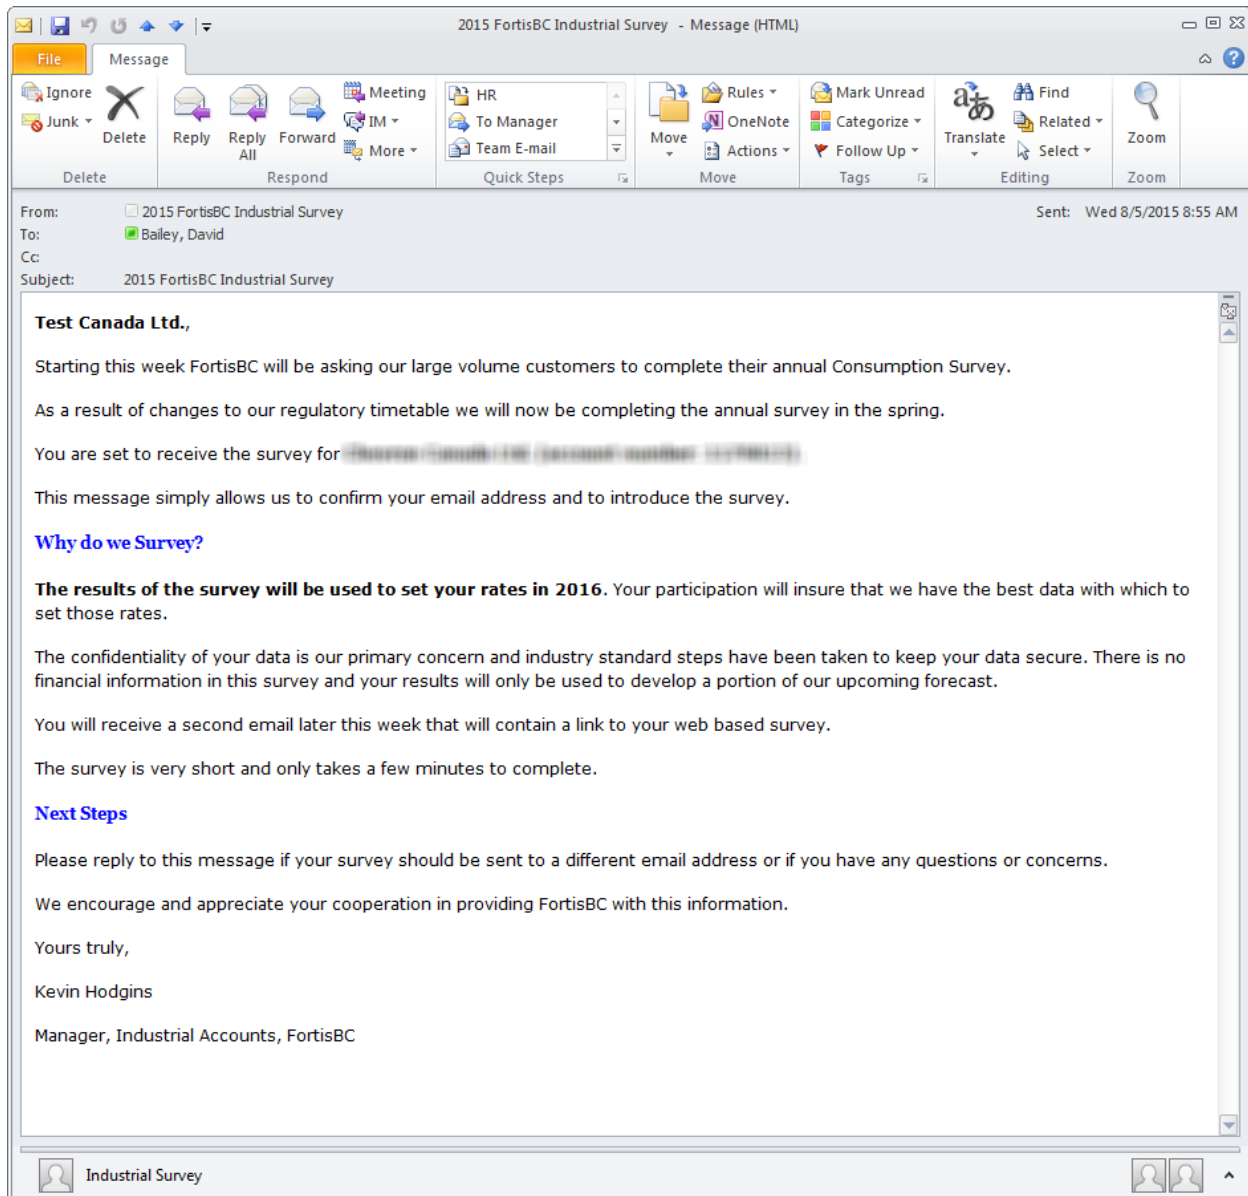 2015 FortisBC Industrial Survey - Message (HTML)
File Message
Ignore
Junk
Delete
Reply
Reply All
Forward
Meeting
IM
More
HR
To Manager
Team E-mail
Move
Rules
OneNote
Actions
Mark Unread
Categorize
Follow Up
Translate
Find
Related
Select
Zoom
Delete Respond Quick Steps Move Tags Editing Zoom
From: 2015 FortisBC Industrial Survey Sent: Wed 8/5/2015 8:55 AM
To: Bailey, David
Cc:
Subject: 2015 FortisBC Industrial Survey
Test Canada Ltd.,
Starting this week FortisBC will be asking our large volume customers to complete their annual Consumption Survey.
As a result of changes to our regulatory timetable we will now be completing the annual survey in the spring.
You are set to receive the survey for
This message simply allows us to confirm your email address and to introduce the survey.
Why do we Survey?
The results of the survey will be used to set your rates in 2016. Your participation will insure that we have the best data with which to
set those rates.
The confidentiality of your data is our primary concern and industry standard steps have been taken to keep your data secure. There is no
financial information in this survey and your results will only be used to develop a portion of our upcoming forecast.
You will receive a second email later this week that will contain a link to your web based survey.
The survey is very short and only takes a few minutes to complete.
Next Steps
Please reply to this message if your survey should be sent to a different email address or if you have any questions or concerns.
We encourage and appreciate your cooperation in providing FortisBC with this information.
Yours truly,
Kevin Hodgins
Manager, Industrial Accounts, FortisBC
Industrial Survey